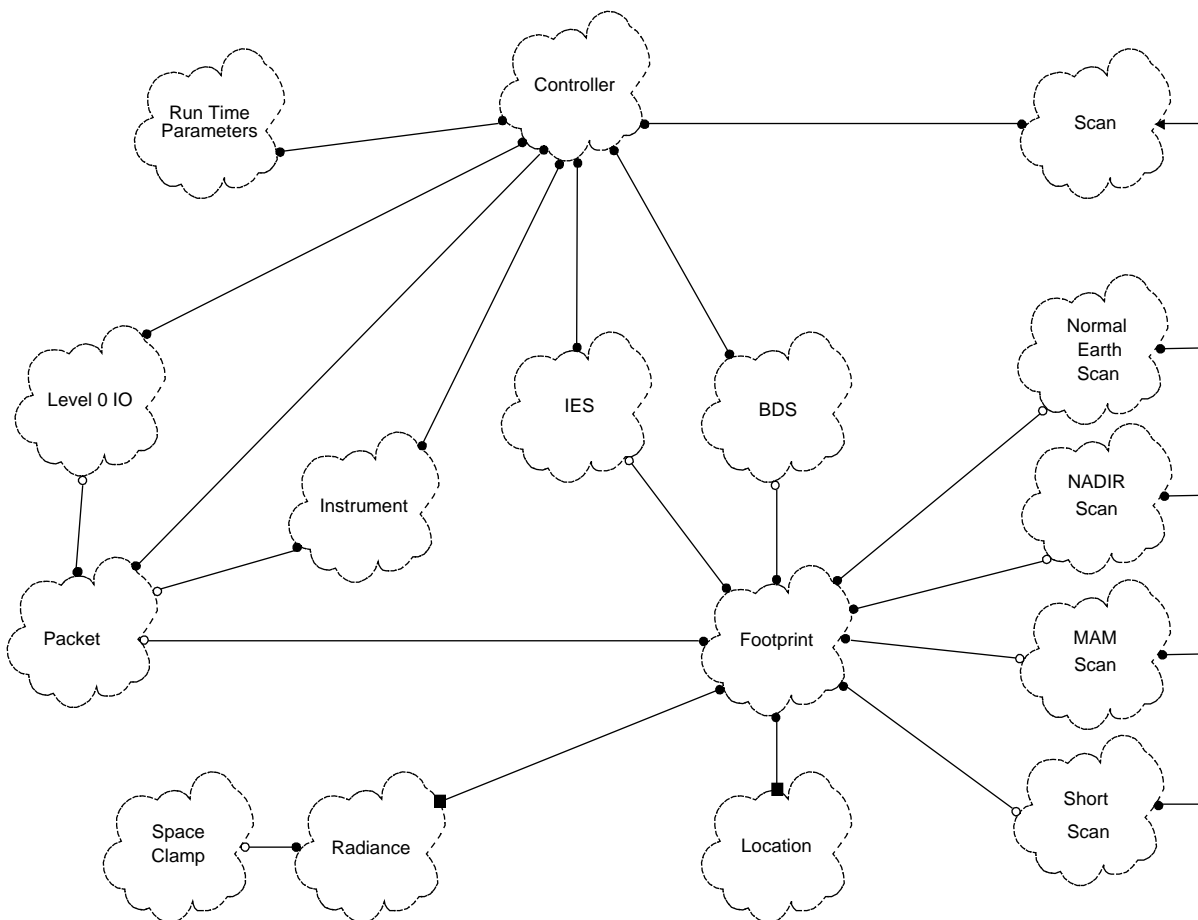 Controller
Run Time
Parameters
Scan
Normal
Earth
Scan
Level 0 IO
IES
BDS
NADIR
Scan
Instrument
Packet
Footprint
MAM
Scan
Space
Clamp
Radiance
Location
Short
Scan